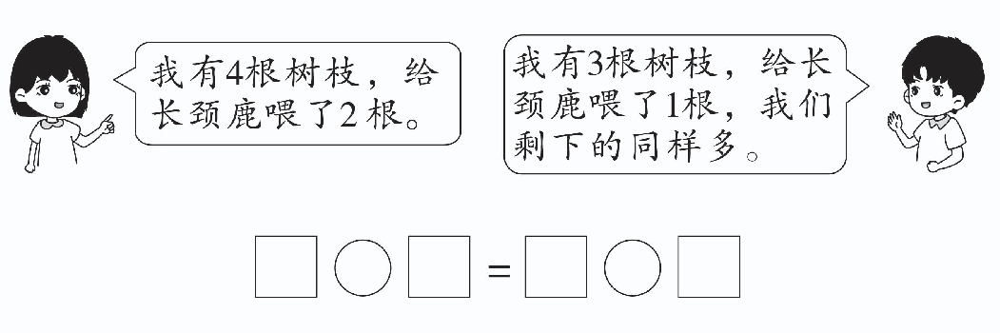 我有4根树枝，给
长颈鹿喂了2根。
我有3根树枝，给长
颈鹿喂了1根，我们
剩下的同样多。
=